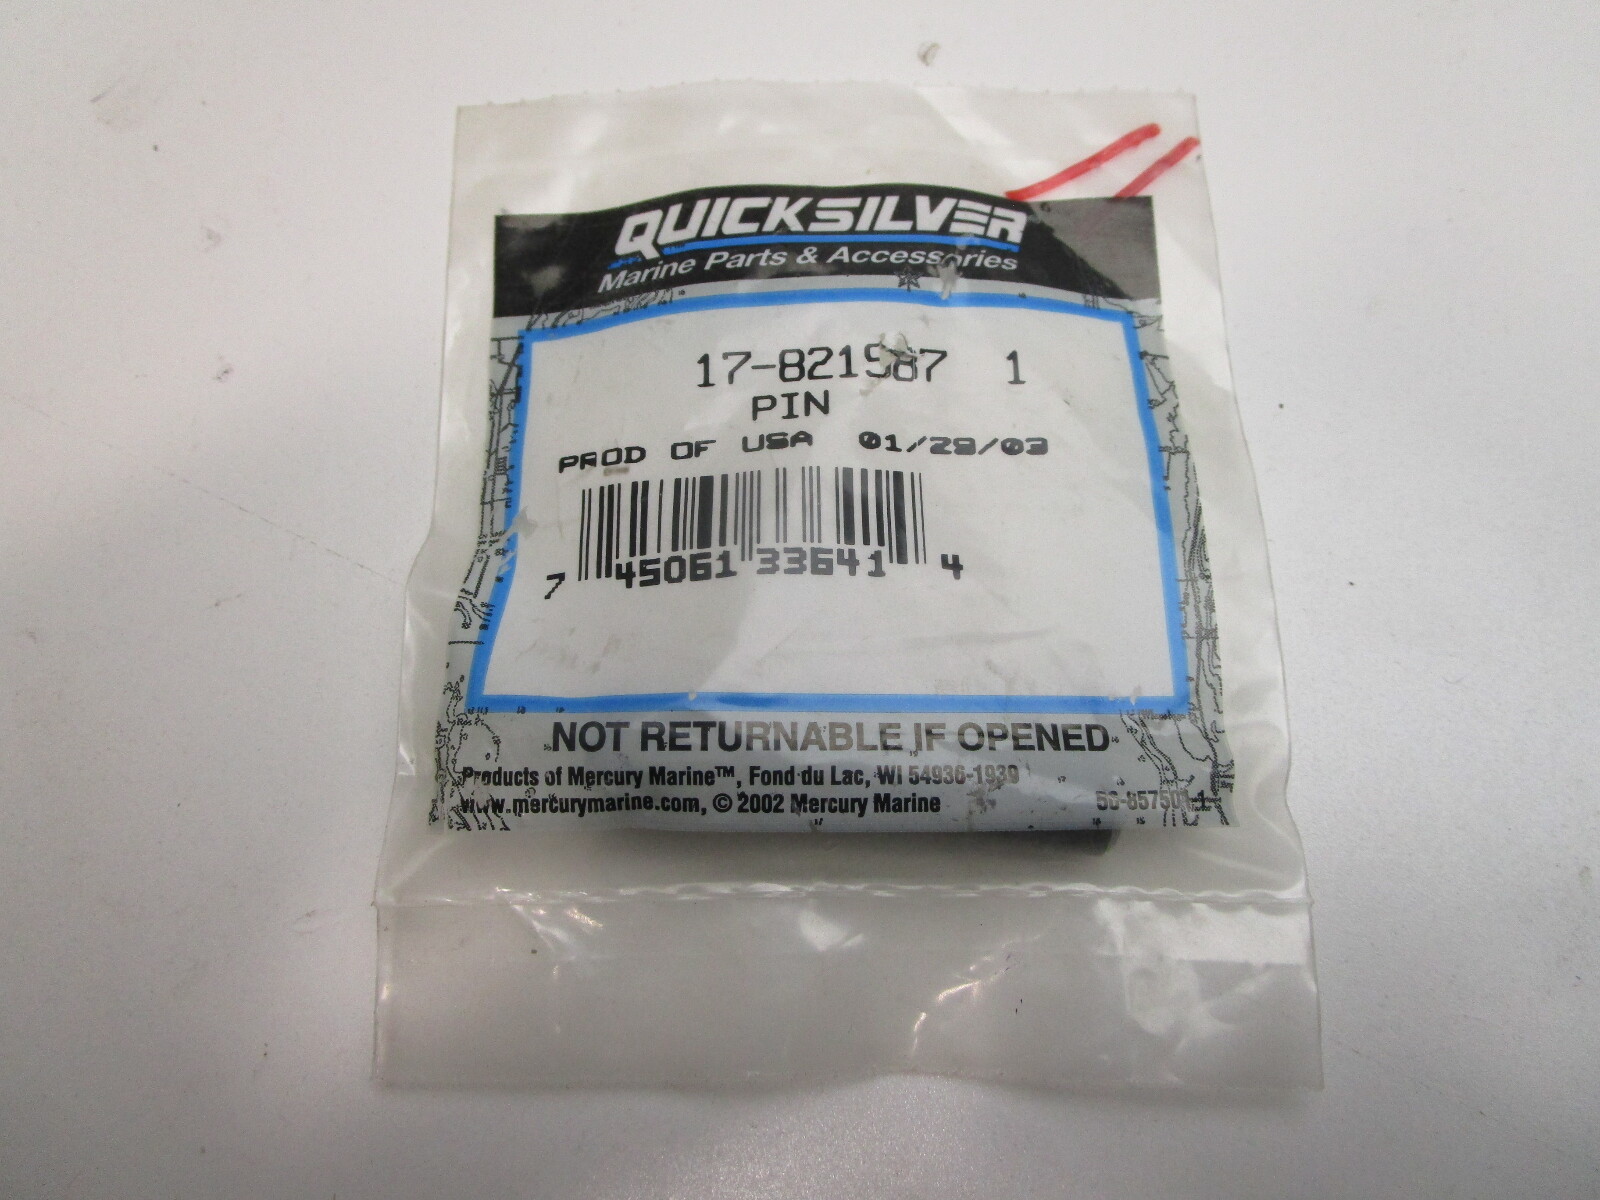 QUICKSILVER
Marine Parts & Accessories
17-821587 1
PIN
PROD OF USA 01/29/03
7 45061 33641 4
NOT RETURNABLE IF OPENED
Products of Mercury Marine™, Fond du Lac, WI 54936-1939
www.mercurymarine.com, © 2002 Mercury Marine